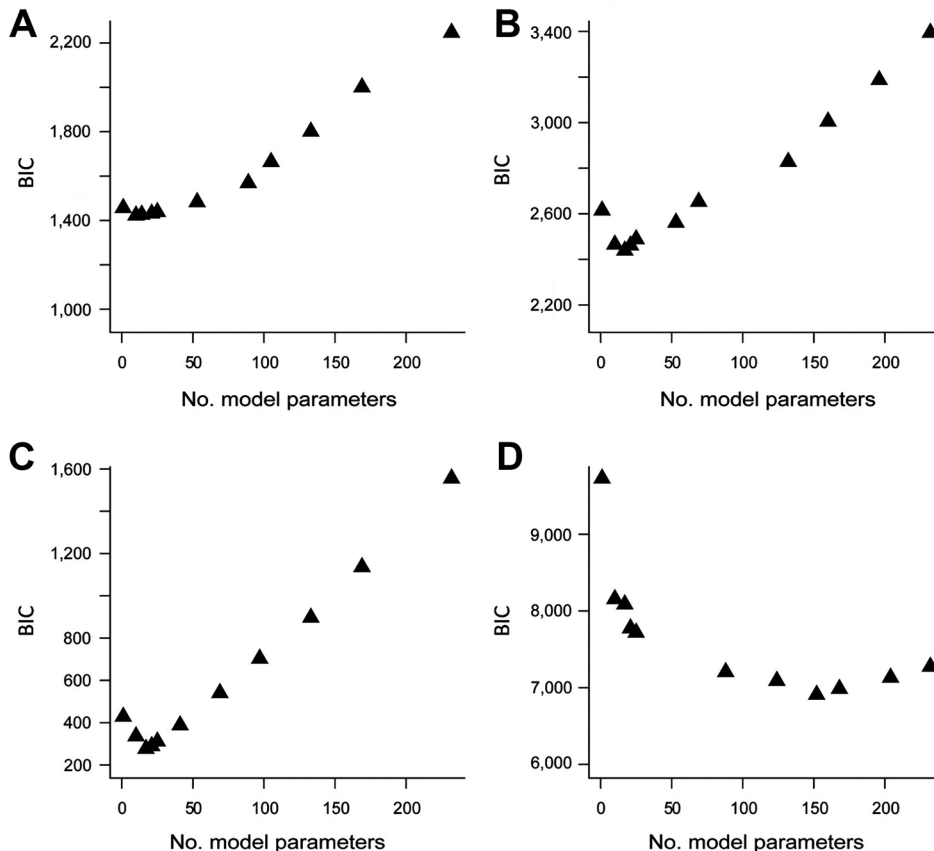 A
BIC
2,200
1,800
1,400
1,000
0 50 100 150 200
No. model parameters
B
BIC
3,400
3,000
2,600
2,200
0 50 100 150 200
No. model parameters
C
BIC
1,600
1,200
800
600
400
200
0 50 100 150 200
No. model parameters
D
BIC
9,000
8,000
7,000
6,000
0 50 100 150 200
No. model parameters